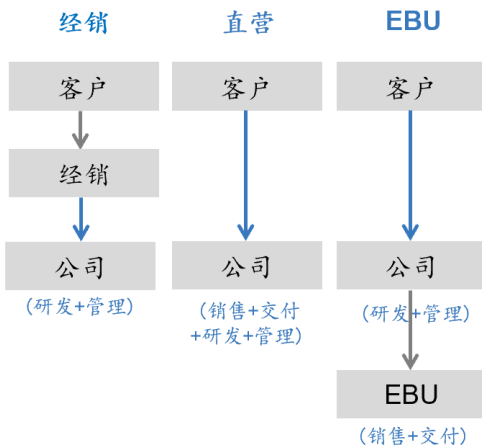 经销
直营
EBU
客户
客户
客户
经销
公司
公司
公司
(研发+管理)
(销售+交付
+研发+管理)
(研发+管理)
EBU
(销售+交付)